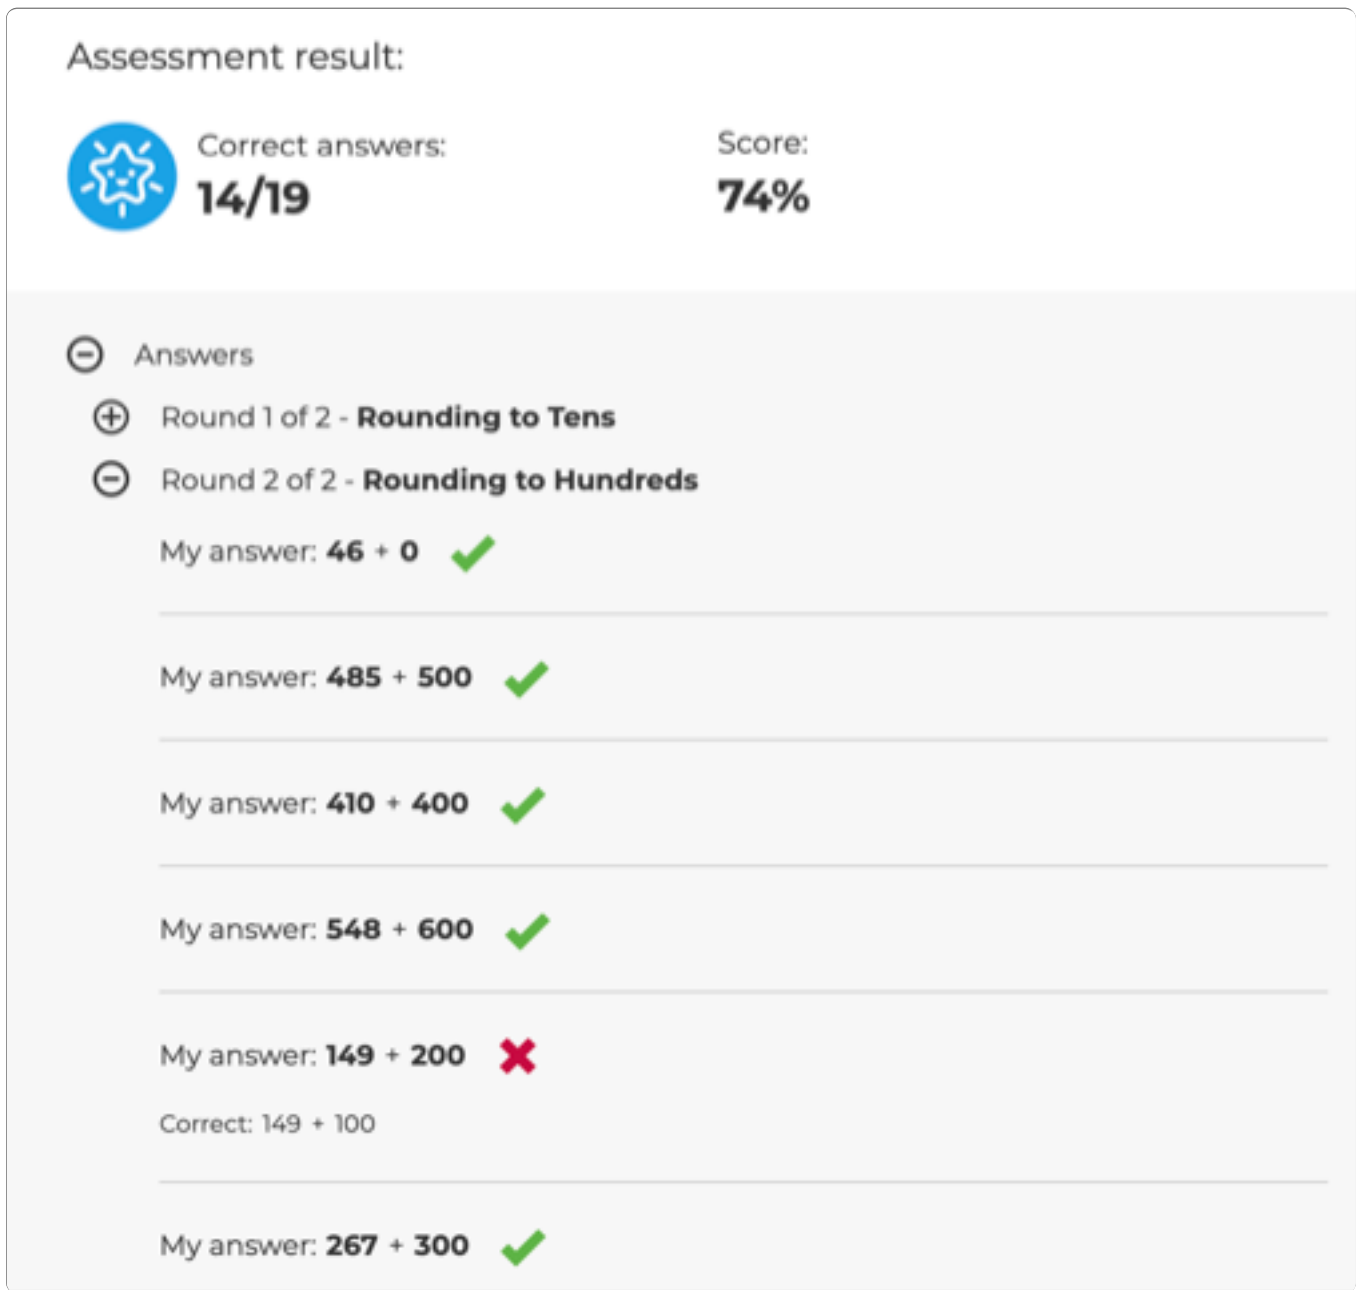 Assessment result:
Correct answers:
14/19
Score:
74%
Answers
Round 1 of 2 - Rounding to Tens
Round 2 of 2 - Rounding to Hundreds
My answer: 46 + 0
My answer: 485 + 500
My answer: 410 + 400
My answer: 548 + 600
My answer: 149 + 200
Correct: 149 + 100
My answer: 267 + 300